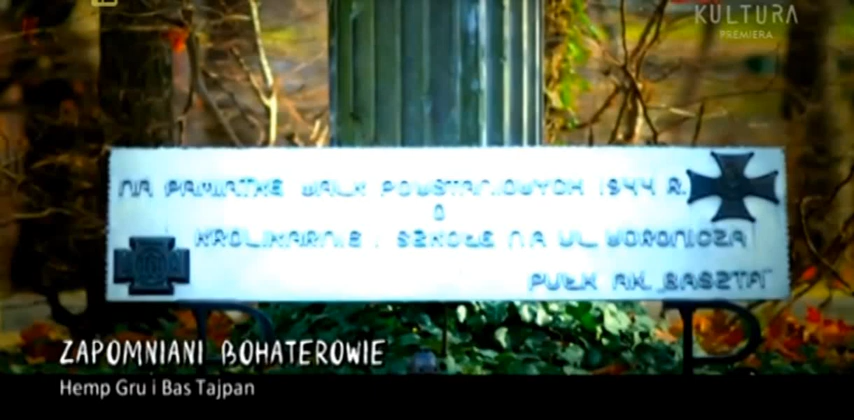 KULTURA
PREMIERA
NA PAMIĄTKĘ WALK POWSTANIOWYCH 1944 R.
O
KRÓLIKARNIĘ I SZKOŁĘ NA UL. WORONICZA
PUŁK AK „BASZTA"
ZAPOMNIANI BOHATEROWIE
Hemp Gru i Bas Tajpan